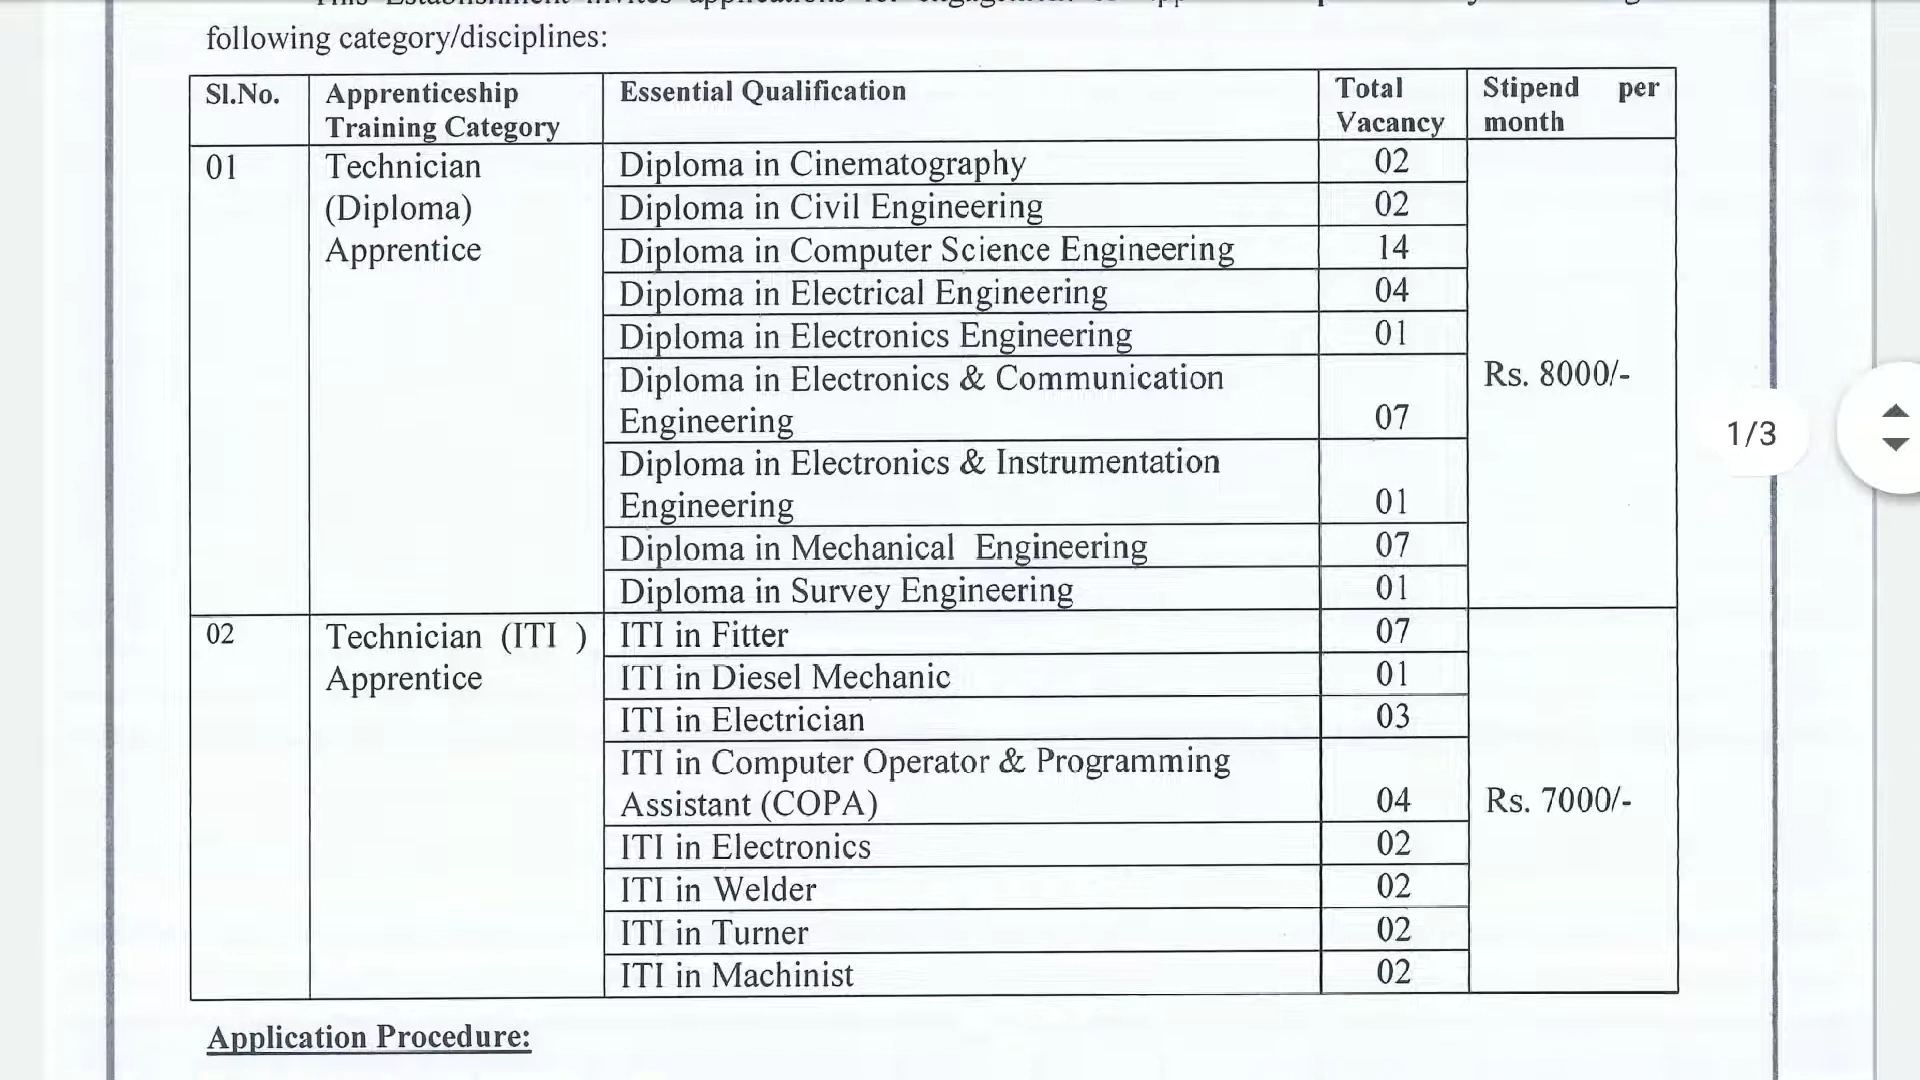 following category/disciplines:
Sl.No. Apprenticeship Training Category Essential Qualification Total Vacancy Stipend per month
01 Technician (Diploma) Apprentice Diploma in Cinematography 02 Rs. 8000/-
Diploma in Civil Engineering 02
Diploma in Computer Science Engineering 14
Diploma in Electrical Engineering 04
Diploma in Electronics Engineering 01
Diploma in Electronics & Communication Engineering 07
Diploma in Electronics & Instrumentation Engineering 01
Diploma in Mechanical Engineering 07
Diploma in Survey Engineering 01
02 Technician (ITI ) Apprentice ITI in Fitter 07 Rs. 7000/-
ITI in Diesel Mechanic 01
ITI in Electrician 03
ITI in Computer Operator & Programming Assistant (COPA) 04
ITI in Electronics 02
ITI in Welder 02
ITI in Turner 02
ITI in Machinist 02
Application Procedure:
1/3